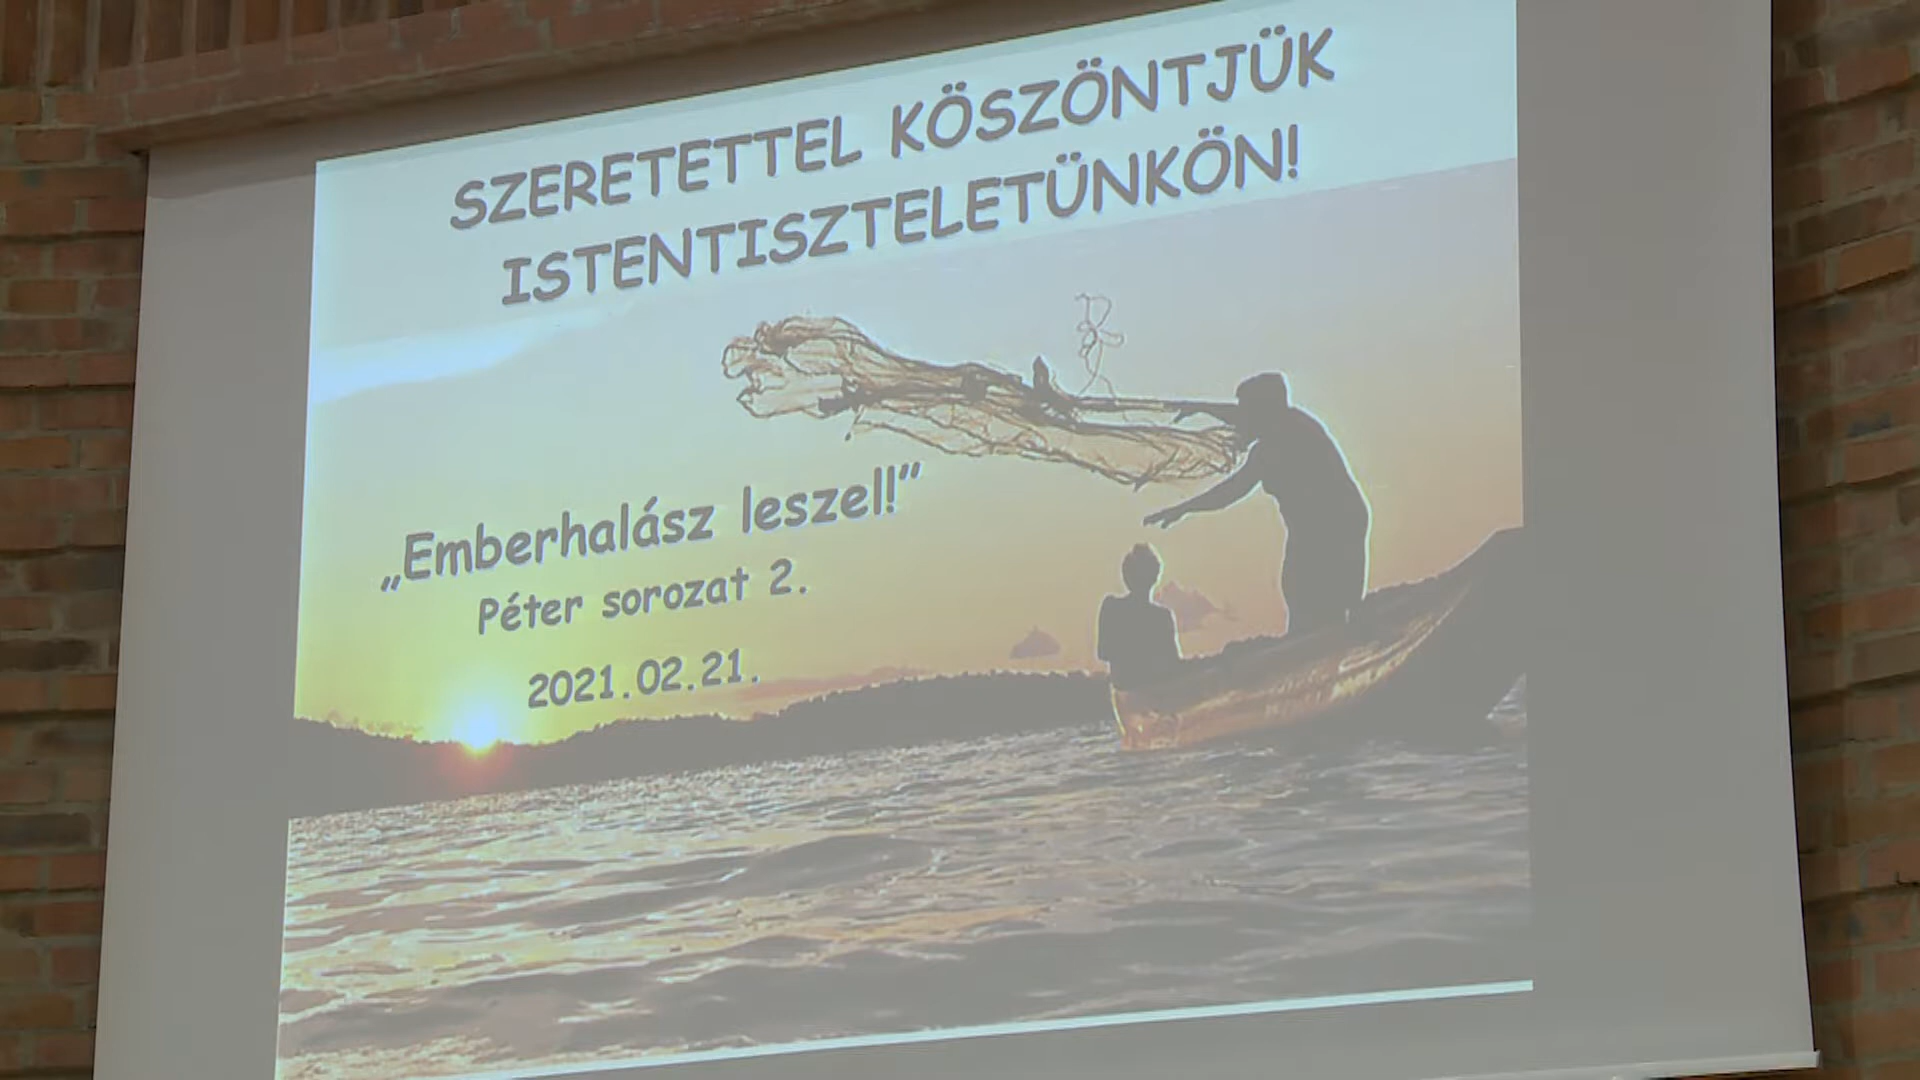 SZERETETTEL KÖSZÖNTJÜK
ISTENTISZTELETÜNKÖN!
„Emberhalász leszel!”
Péter sorozat 2.
2021.02.21.